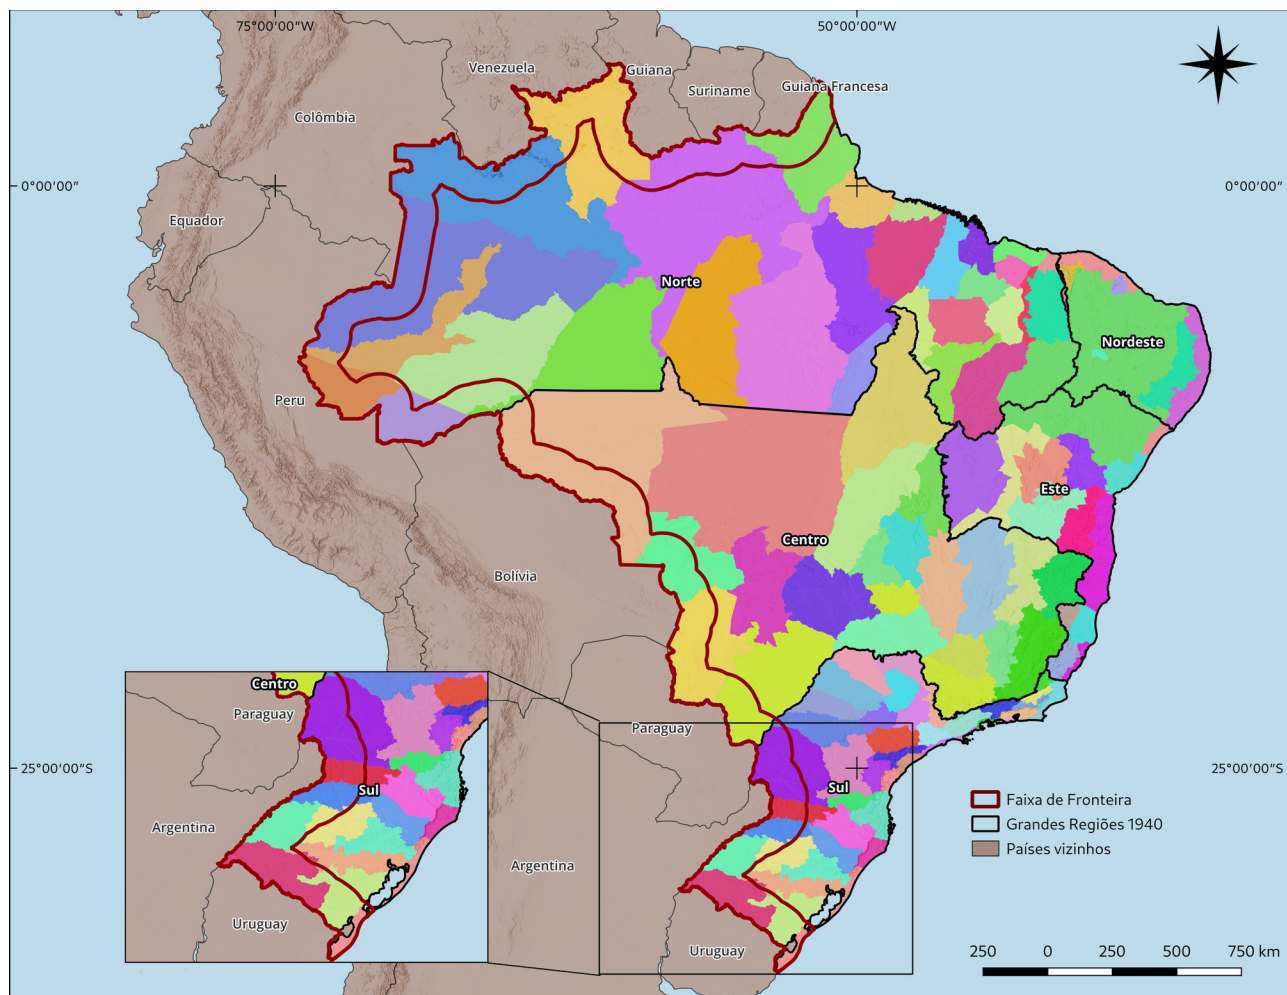 75°00'00"W
50°00'00"W
Venezuela
Guiana
Suriname
Guiana Francesa
Colômbia
0°00'00"
0°00'00"
Equador
Norte
Nordeste
Peru
Este
Centro
Bolívia
Centro
Paraguay
Paraguay
25°00'00"S
25°00'00"S
Sul
Sul
Argentina
Argentina
Uruguay
Uruguay
Faixa de Fronteira
Grandes Regiões 1940
Países vizinhos
250 0 250 500 750 km